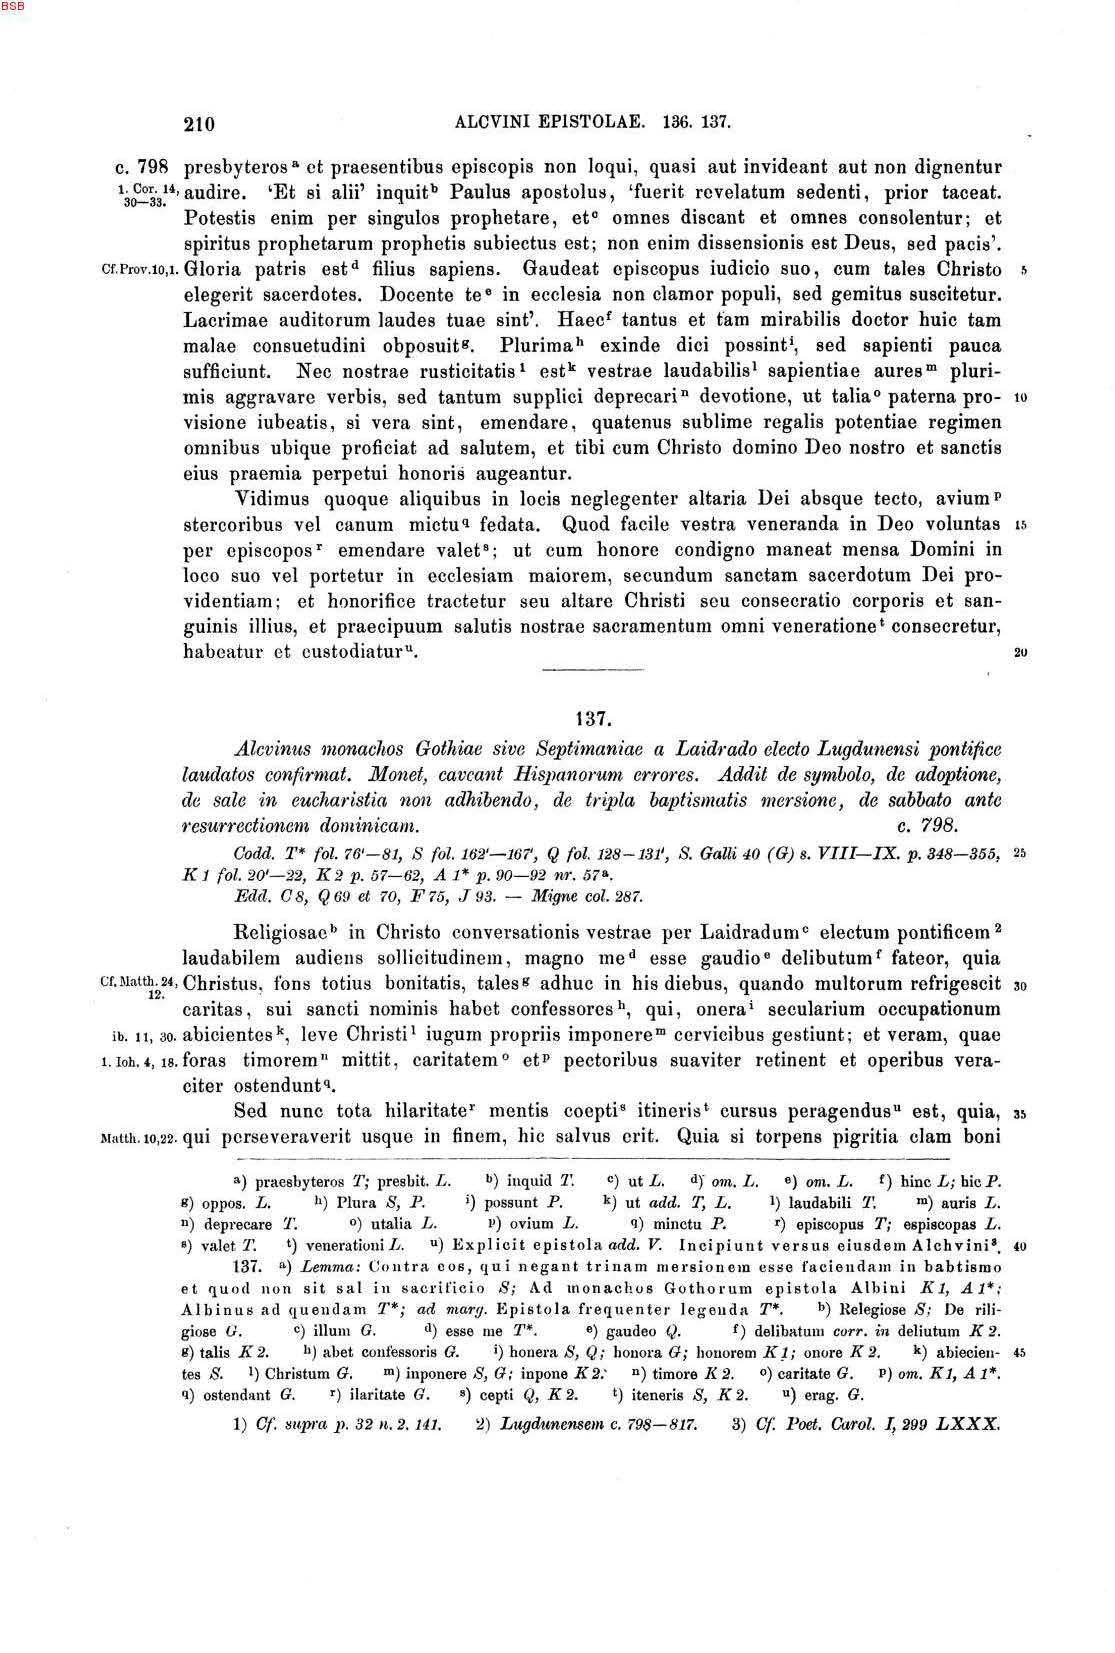 BSB
210 ALCVINI EPISTOLAE. 136. 137.
c. 798 presbyteros a et praesentibus episcopis non loqui, quasi aut invideant aut non dignentur
1. Cor. 14, 30—33. audire. ‘Et si alii’ inquit b Paulus apostolus, ‘fuerit revelatum sedenti, prior taceat.
Potestis enim per singulos prophetare, et c omnes discant et omnes consolentur; et
spiritus prophetarum prophetis subiectus est; non enim dissensionis est Deus, sed pacis’.
Cf. Prov. 10,1. Gloria patris est d filius sapiens. Gaudeat episcopus iudicio suo, cum tales Christo 5
elegerit sacerdotes. Docente te e in ecclesia non clamor populi, sed gemitus suscitetur.
Lacrimae auditorum laudes tuae sint’. Haec f tantus et tam mirabilis doctor huic tam
malae consuetudini obposuit g. Plurima h exinde dici possint i, sed sapienti pauca
sufficiunt. Nec nostrae rusticitatis 1 est k vestrae laudabilis l sapientiae aures m pluri-
mis aggravare verbis, sed tantum supplici deprecari n devotione, ut talia o paterna pro- 10
visione iubeatis, si vera sint, emendare, quatenus sublime regalis potentiae regimen
omnibus ubique proficiat ad salutem, et tibi cum Christo domino Deo nostro et sanctis
eius praemia perpetui honoris augeantur.
Vidimus quoque aliquibus in locis neglegenter altaria Dei absque tecto, avium p
stercoribus vel canum mictu q fedata. Quod facile vestra veneranda in Deo voluntas 15
per episcopos r emendare valet s; ut cum honore condigno maneat mensa Domini in
loco suo vel portetur in ecclesiam maiorem, secundum sanctam sacerdotum Dei pro-
videntiam; et honorifice tractetur seu altare Christi seu consecratio corporis et san-
guinis illius, et praecipuum salutis nostrae sacramentum omni veneratione t consecretur,
habeatur et custodiatur u. 20
137.
Alcvinus monachos Gothiae sive Septimaniae a Laidrado electo Lugdunensi pontifice
laudatos confirmat. Monet, caveant Hispanorum errores. Addit de symbolo, de adoptione,
de sale in eucharistia non adhibendo, de tripla baptismatis mersione, de sabbato ante
resurrectionem dominicam. c. 798.
Codd. T* fol. 76'—81, S fol. 162'—167', Q fol. 128—131', S. Galli 40 (G) s. VIII—IX. p. 348—355, 25
K 1 fol. 20'—22, K 2 p. 57—62, A 1* p. 90—92 nr. 57 a.
Edd. C 8, Q 69 et 70, F 75, J 93. — Migne col. 287.
Religiosae b in Christo conversationis vestrae per Laidradum c electum pontificem 2
laudabilem audiens sollicitudinem, magno me d esse gaudio e delibutum f fateor, quia
Cf. Matth. 24, 12. Christus, fons totius bonitatis, tales g adhuc in his diebus, quando multorum refrigescit 30
caritas, sui sancti nominis habet confessores h, qui, onera i secularium occupationum
ib. 11, 30. abicientes k, leve Christi l iugum propriis imponere m cervicibus gestiunt; et veram, quae
1. Ioh. 4, 18. foras timorem n mittit, caritatem o et p pectoribus suaviter retinent et operibus vera-
citer ostendunt q.
Sed nunc tota hilaritate r mentis coepti s itineris t cursus peragendus u est, quia, 35
Matth. 10,22. qui perseveraverit usque in finem, hic salvus erit. Quia si torpens pigritia clam boni
a) praesbyteros T; presbit. L. b) inquid T. c) ut L. d) om. L. e) om. L. f) hinc L; hic P.
g) oppos. L. h) Plura S, P. i) possunt P. k) ut add. T, L. l) laudabili T. m) auris L.
n) deprecare T. o) utalia L. p) ovium L. q) minctu P. r) episcopus T; espiscopas L.
s) valet T. t) venerationi L. u) Explicit epistola add. V. Incipiunt versus eiusdem Alchvini 3. 40
137. a) Lemma: Contra eos, qui negant trinam mersionem esse faciendam in babtismo
et quod non sit sal in sacrificio S; Ad monachos Gothorum epistola Albini K 1, A 1*;
Albinus ad quendam T*; ad marg. Epistola frequenter legenda T*. b) Relegiose S; De rili-
giose G. c) illum G. d) esse me T*. e) gaudeo Q. f) delibatum corr. in deliutum K 2.
g) talis K 2. h) abet confessoris G. i) honera S, Q; honora G; honorem K 1; onore K 2. k) abiecien- 45
tes S. l) Christum G. m) inponere S, G; inpone K 2. n) timore K 2. o) caritate G. p) om. K 1, A 1*.
q) ostendant G. r) ilaritate G. s) cepti Q, K 2. t) iteneris S, K 2. u) erag. G.
1) Cf. supra p. 32 n. 2. 141. 2) Lugdunensem c. 798—817. 3) Cf. Poet. Carol. I, 299 LXXX.